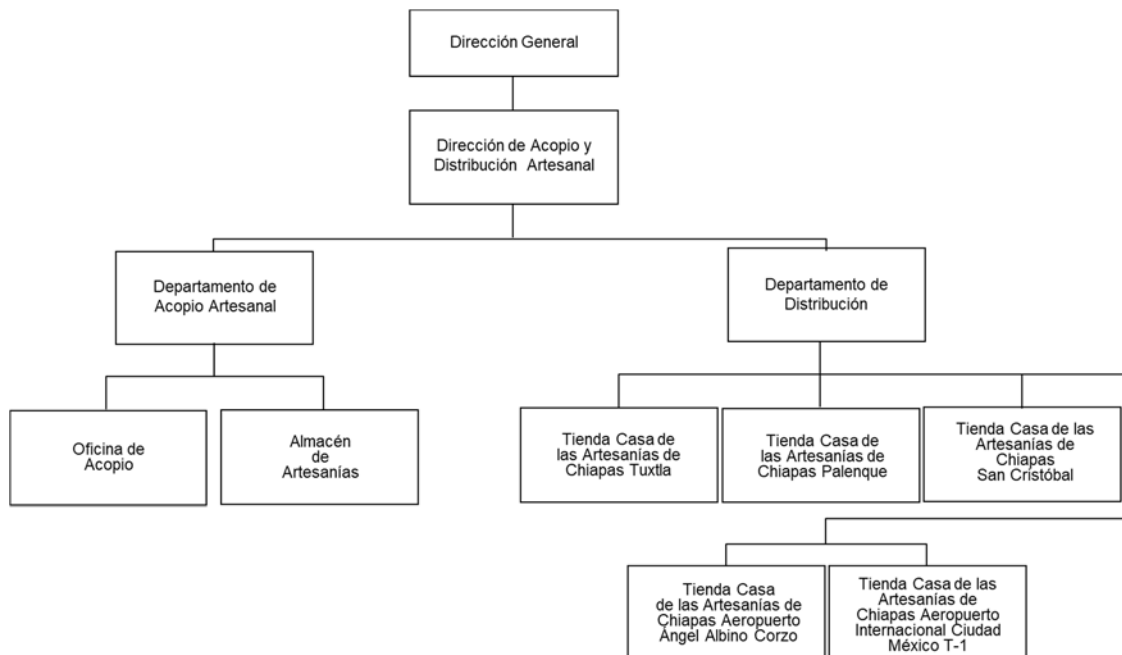 Dirección General
Dirección de Acopio y
Distribución Artesanal
Departamento de
Acopio Artesanal
Departamento de
Distribución
Oficina de
Acopio
Almacén
de
Artesanías
Tienda Casa de
las Artesanías de
Chiapas Tuxtla
Tienda Casa de
las Artesanías de
Chiapas Palenque
Tienda Casa de las
Artesanías de
Chiapas
San Cristóbal
Tienda Casa
de las Artesanías de
Chiapas Aeropuerto
Ángel Albino Corzo
Tienda Casa de las
Artesanías de
Chiapas Aeropuerto
Internacional Ciudad
México T-1